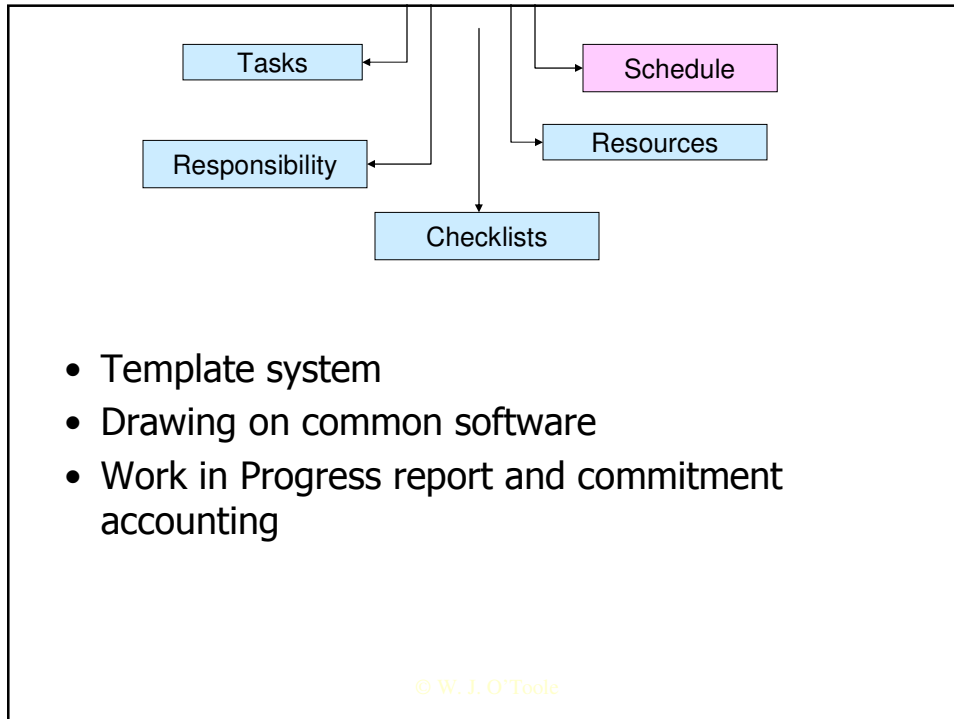 Tasks
Schedule
Resources
Responsibility
Checklists
• Template system
• Drawing on common software
• Work in Progress report and commitment
accounting
© W. J. O'Toole